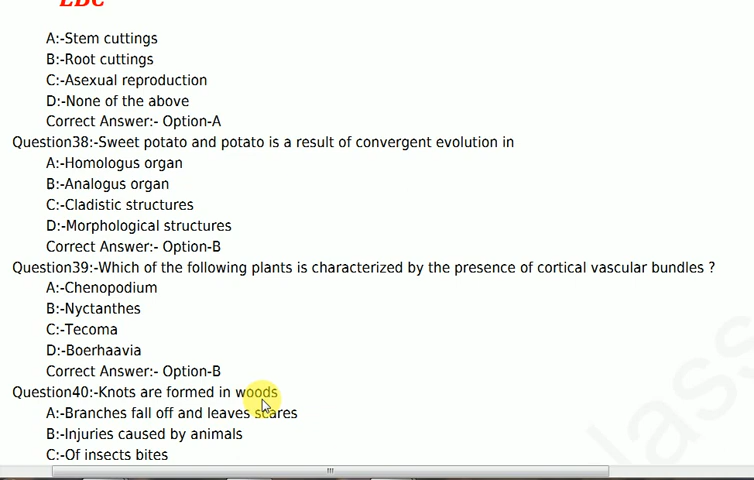 EDC
A:-Stem cuttings
B:-Root cuttings
C:-Asexual reproduction
D:-None of the above
Correct Answer:- Option-A
Question38:-Sweet potato and potato is a result of convergent evolution in
A:-Homologus organ
B:-Analogus organ
C:-Cladistic structures
D:-Morphological structures
Correct Answer:- Option-B
Question39:-Which of the following plants is characterized by the presence of cortical vascular bundles ?
A:-Chenopodium
B:-Nyctanthes
C:-Tecoma
D:-Boerhaavia
Correct Answer:- Option-B
Question40:-Knots are formed in woods
A:-Branches fall off and leaves scares
B:-Injuries caused by animals
C:-Of insects bites
lass